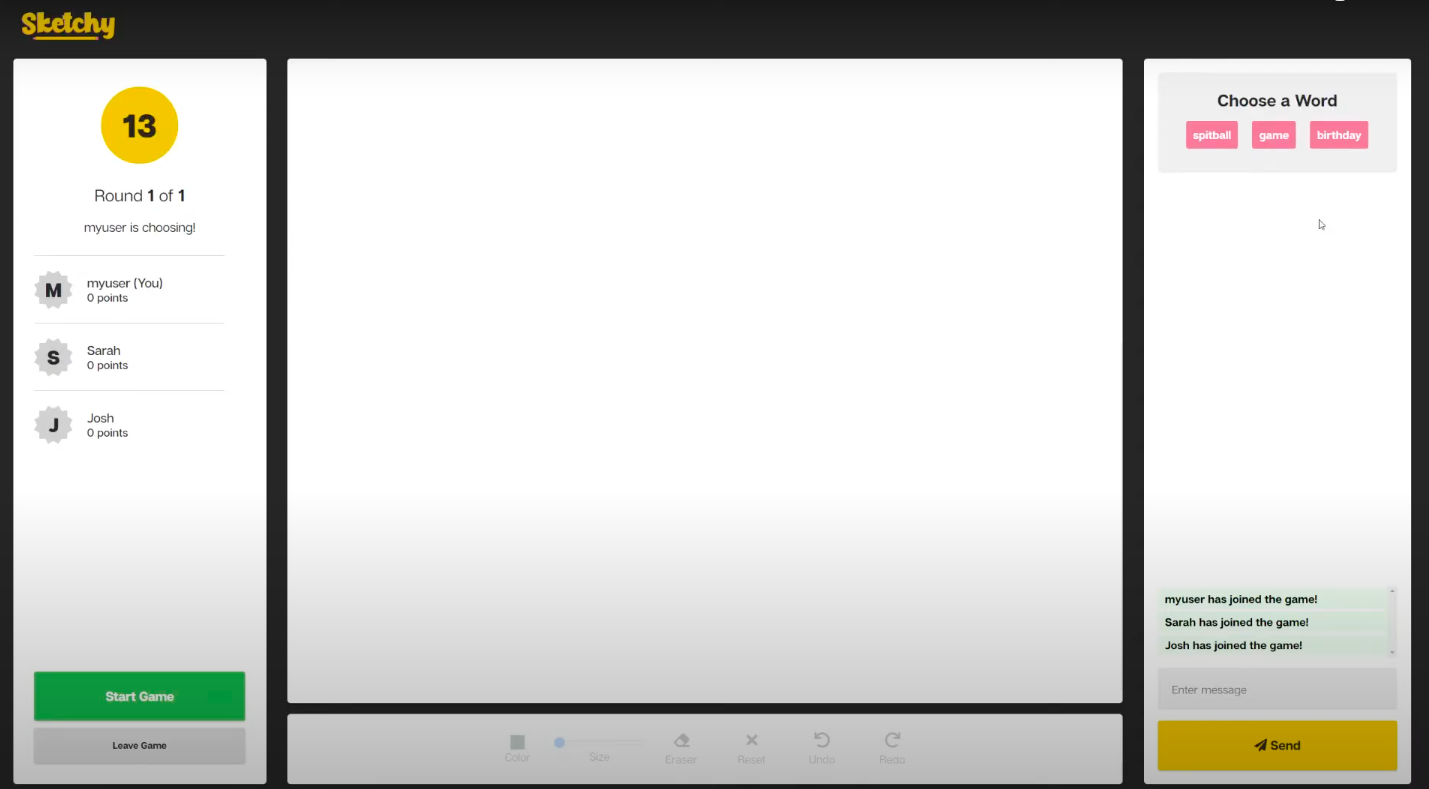 Sketchy
13
Round 1 of 1
myuser is choosing!
M
myuser (You)
0 points
S
Sarah
0 points
J
Josh
0 points
Start Game
Leave Game
Color
Size
Eraser
Reset
Undo
Redo
Choose a Word
spitball game birthday
myuser has joined the game!
Sarah has joined the game!
Josh has joined the game!
Enter message
Send